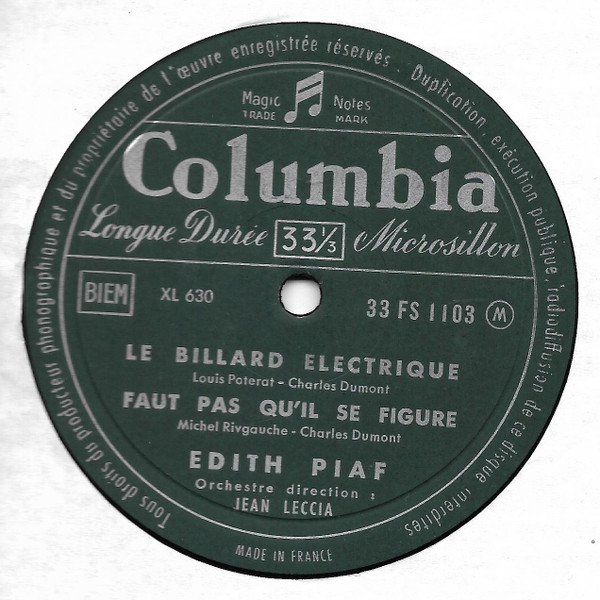 Tous droits du producteur phonographique et du propriétaire de l'œuvre enregistrée réservés. Duplication, exécution publique, radiodiffusion de ce disque interdites
Magic Notes
TRADE MARK
Columbia
Longue Durée 33⅓ Microsillon
BIEM XL 630 33 FS 1103 M
LE BILLARD ELECTRIQUE
Louis Poterat - Charles Dumont
FAUT PAS QU'IL SE FIGURE
Michel Rivgauche - Charles Dumont
EDITH PIAF
Orchestre direction :
JEAN LECCIA
MADE IN FRANCE